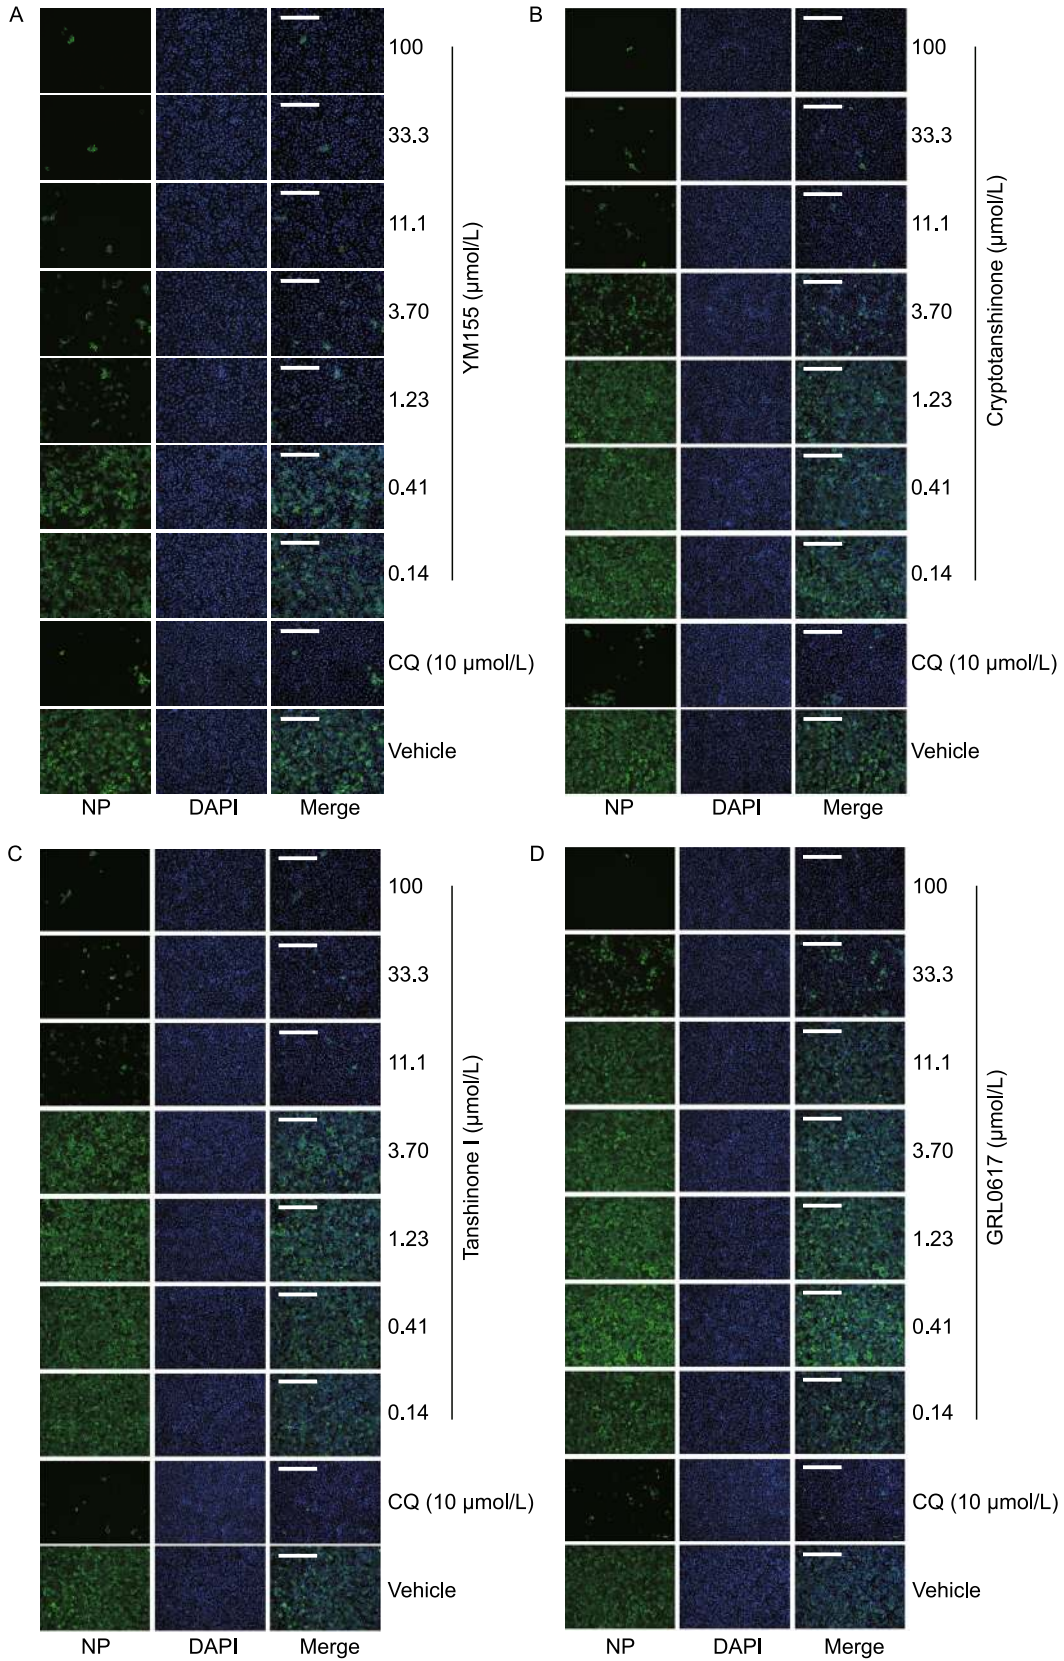 A
100
33.3
11.1
3.70
1.23
0.41
0.14
YM155 (µmol/L)
CQ (10 µmol/L)
Vehicle
NP DAPI Merge
B
100
33.3
11.1
3.70
1.23
0.41
0.14
Cryptotanshinone (µmol/L)
CQ (10 µmol/L)
Vehicle
NP DAPI Merge
C
100
33.3
11.1
3.70
1.23
0.41
0.14
Tanshinone I (µmol/L)
CQ (10 µmol/L)
Vehicle
NP DAPI Merge
D
100
33.3
11.1
3.70
1.23
0.41
0.14
GRL0617 (µmol/L)
CQ (10 µmol/L)
Vehicle
NP DAPI Merge